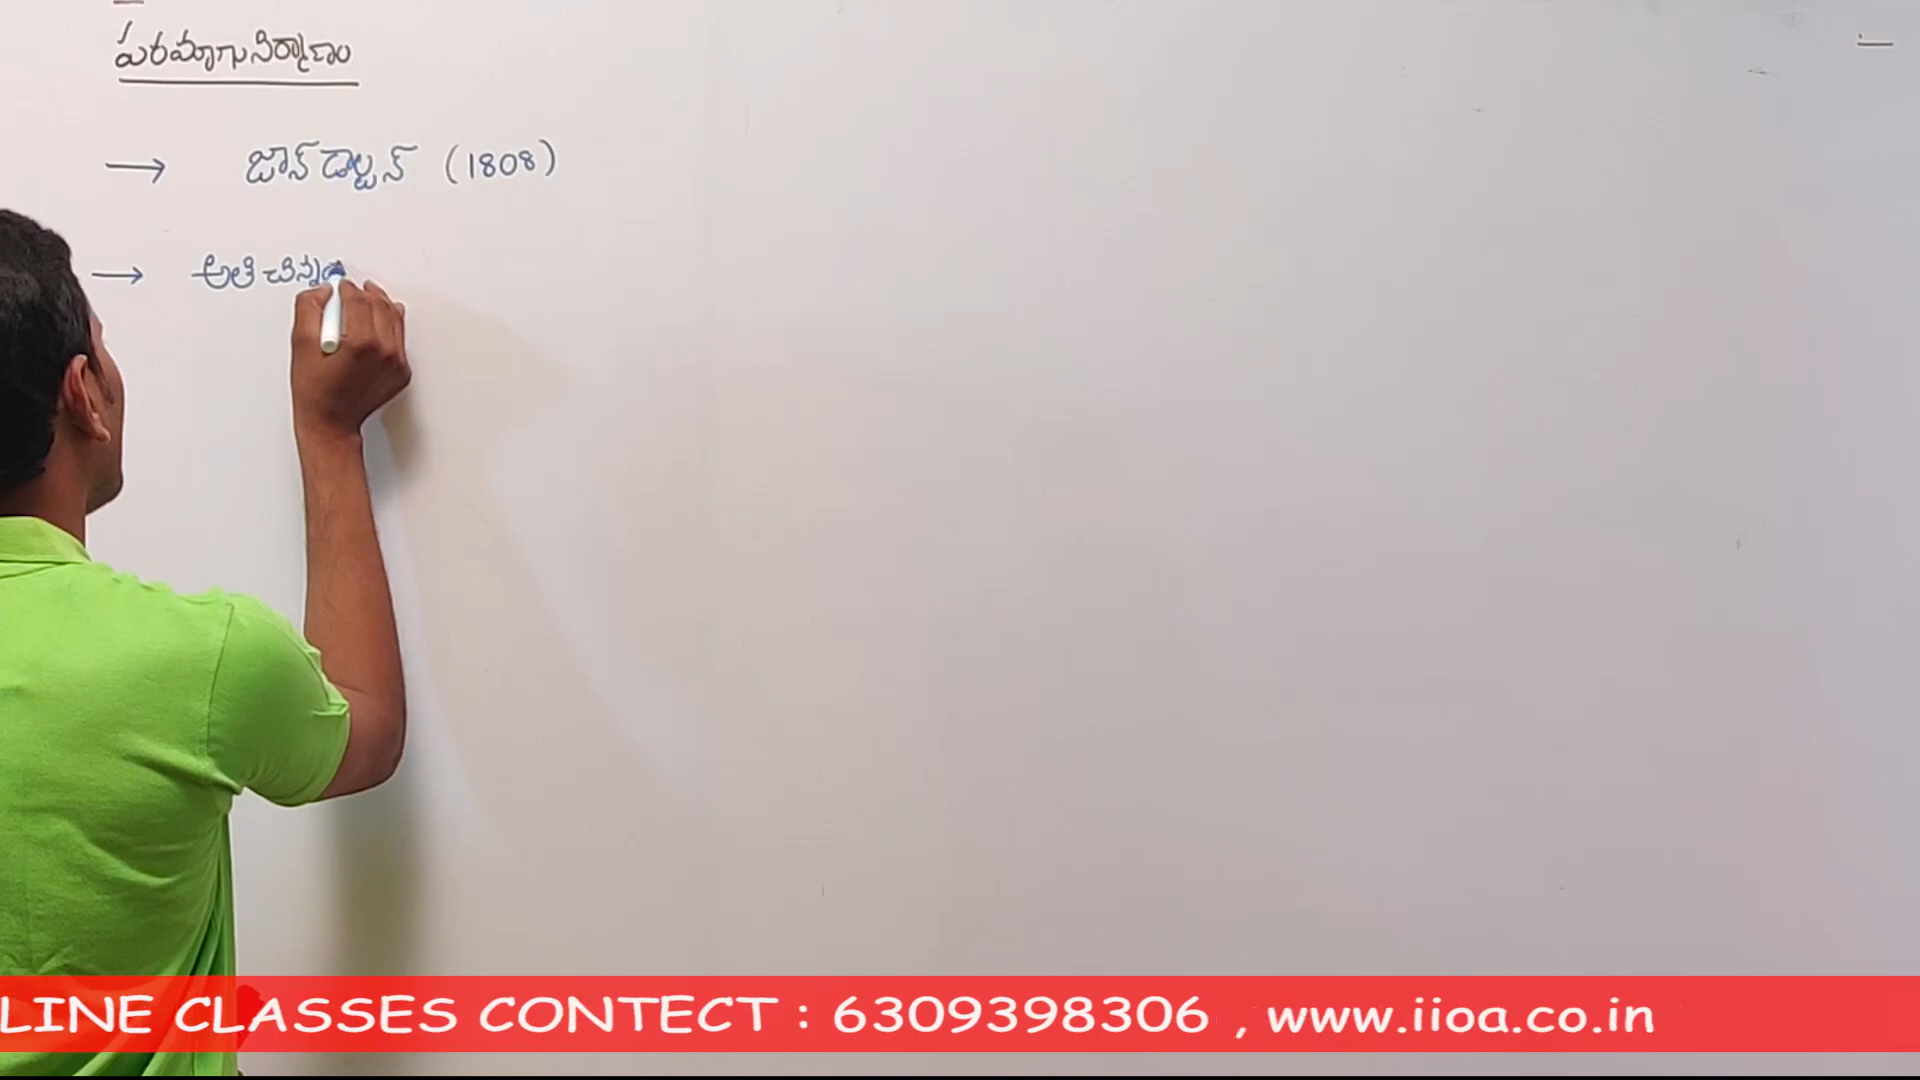 పరమాణు నిర్మాణం
→ జాన్ డాల్టన్ (1808)
→ అతి చిన్న
LINE CLASSES CONTECT : 6309398306 , www.iioa.co.in